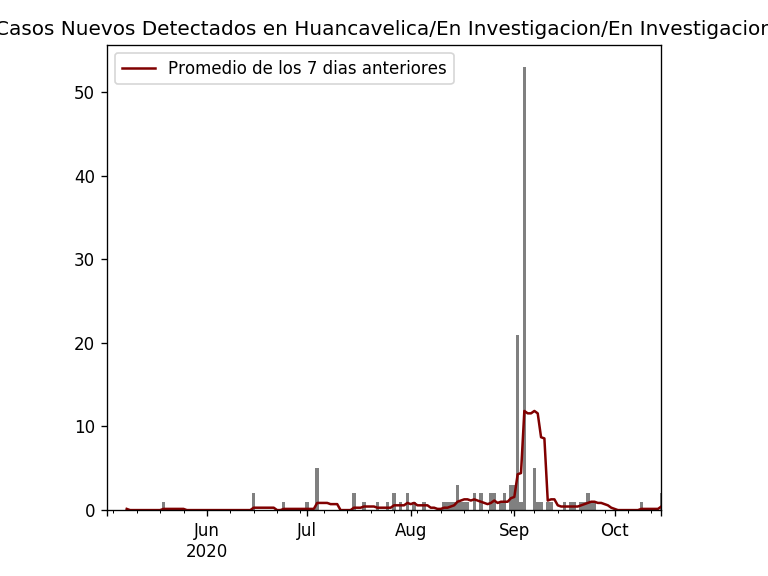 Casos Nuevos Detectados en Huancavelica/En Investigacion/En Investigacion
Promedio de los 7 dias anteriores
50
40
30
20
10
0
Jun Jul Aug Sep Oct
2020